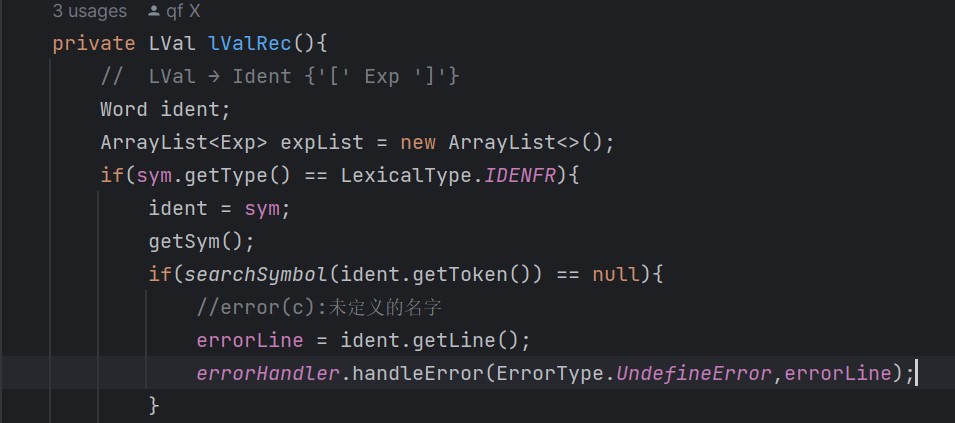 3 usages qf X
private LVal lValRec(){
// LVal → Ident {'[' Exp ']'}
Word ident;
ArrayList<Exp> expList = new ArrayList<>();
if(sym.getType() == LexicalType.IDENFR){
ident = sym;
getSym();
if(searchSymbol(ident.getToken()) == null){
//error(c):未定义的名字
errorLine = ident.getLine();
errorHandler.handleError(ErrorType.UndefineError,errorLine);
}